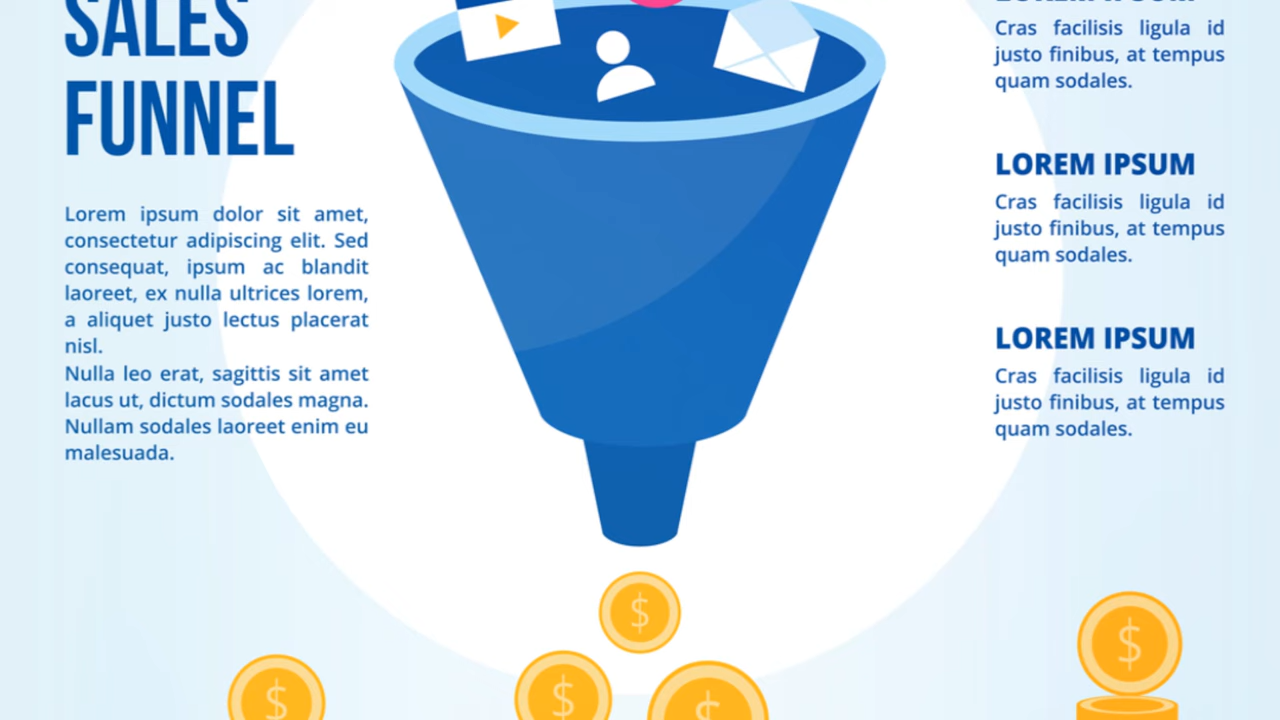 SALES
FUNNEL
Lorem ipsum dolor sit amet,
consectetur adipiscing elit. Sed
consequat, ipsum ac blandit
laoreet, ex nulla ultrices lorem,
a aliquet justo lectus placerat
nisl.
Nulla leo erat, sagittis sit amet
lacus ut, dictum sodales magna.
Nullam sodales laoreet enim eu
malesuada.
Cras facilisis ligula id
justo finibus, at tempus
quam sodales.
LOREM IPSUM
Cras facilisis ligula id
justo finibus, at tempus
quam sodales.
LOREM IPSUM
Cras facilisis ligula id
justo finibus, at tempus
quam sodales.
$
$
$
$
$